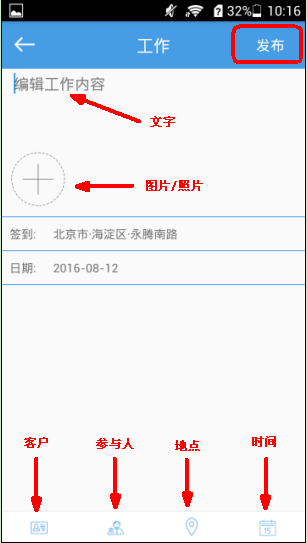 32% 10:16
工作 发布
编辑工作内容
文字
图片/照片
签到: 北京市·海淀区·永腾南路
日期: 2016-08-12
客户 参与人 地点 时间
15